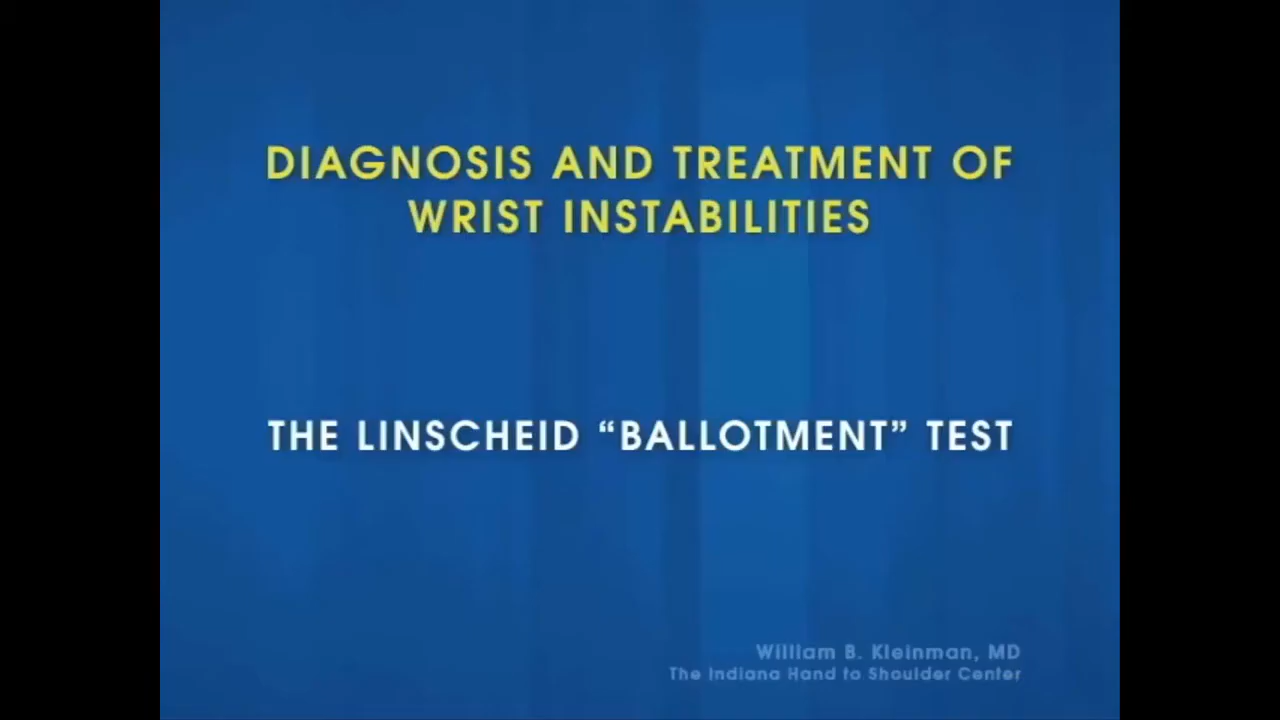 DIAGNOSIS AND TREATMENT OF
WRIST INSTABILITIES
THE LINSCHEID “BALLOTMENT” TEST
William B. Kleinman, MD
The Indiana Hand to Shoulder Center